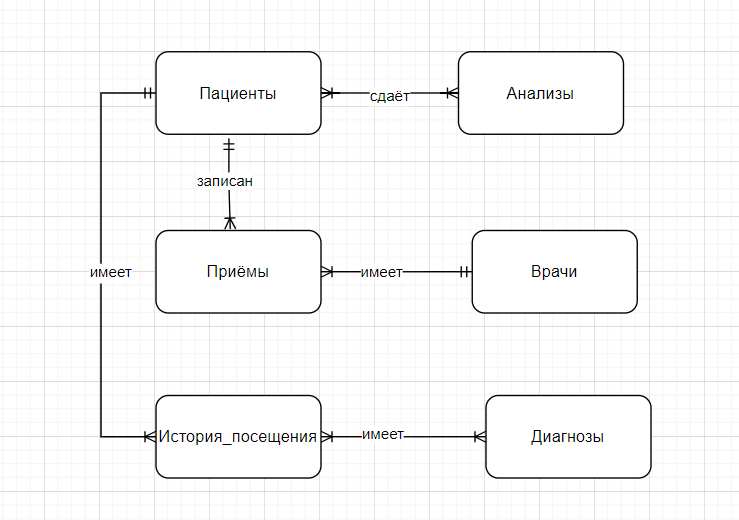 Пациенты
сдаёт
Анализы
записан
Приёмы
имеет
Врачи
имеет
История_посещения
имеет
Диагнозы